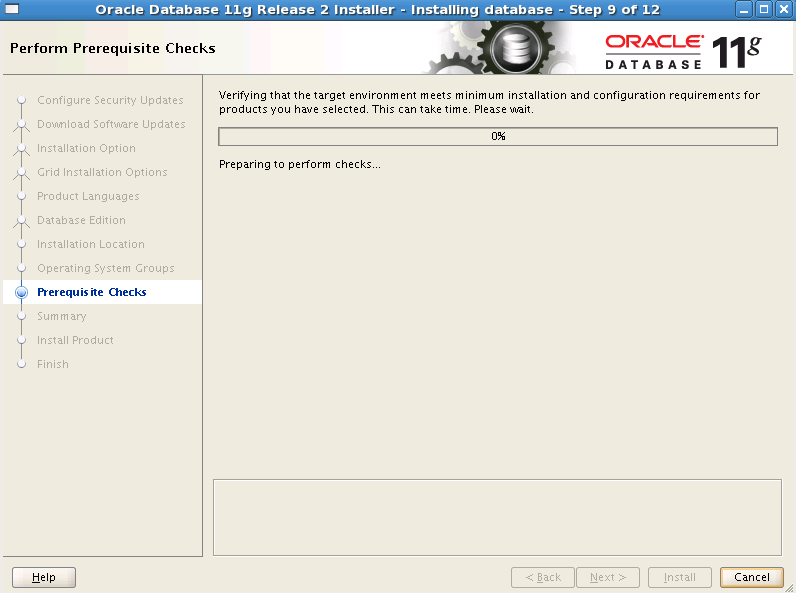 Oracle Database 11g Release 2 Installer - Installing database - Step 9 of 12
Perform Prerequisite Checks
ORACLE
DATABASE
11g
Configure Security Updates
Download Software Updates
Installation Option
Grid Installation Options
Product Languages
Database Edition
Installation Location
Operating System Groups
Prerequisite Checks
Summary
Install Product
Finish
Verifying that the target environment meets minimum installation and configuration requirements for
products you have selected. This can take time. Please wait.
0%
Preparing to perform checks...
Help
< Back
Next >
Install
Cancel